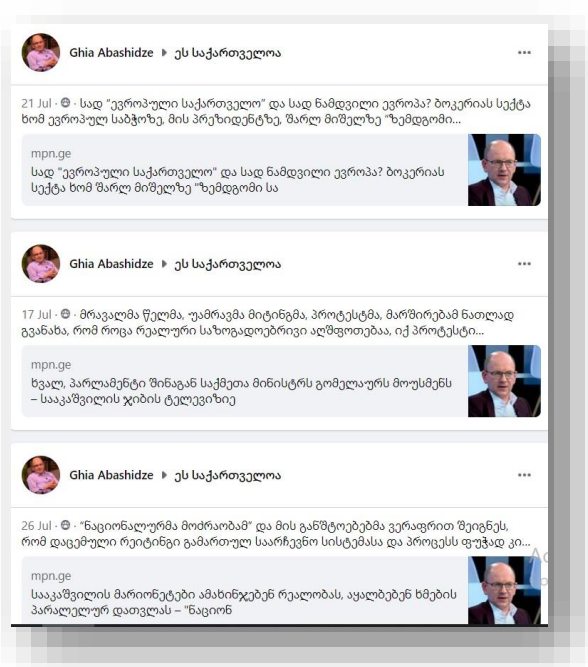 Ghia Abashidze ▸ ეს საქართველოა
21 Jul · სად "ევროპული საქართველო" და სად ნამდვილი ევროპა? ბოკერიას სექტა
ხომ ევროპულ საბჭოზე, მის პრეზიდენტზე, შარლ მიშელზე "ზემდგომი...
mpn.ge
სად "ევროპული საქართველო" და სად ნამდვილი ევროპა? ბოკერიას
სექტა ხომ შარლ მიშელზე "ზემდგომი სა
Ghia Abashidze ▸ ეს საქართველოა
17 Jul · მრავალმა წელმა, უამრავმა მიტინგმა, პროტესტმა, მარშირებამ ნათლად
გვანახა, რომ როცა რეალური საზოგადოებრივი აღშფოთებაა, იქ პროტესტი...
mpn.ge
ხვალ, პარლამენტი შინაგან საქმეთა მინისტრს გომელაურს მოუსმენს
– სააკაშვილის ჯიბის ტელევიზიე
Ghia Abashidze ▸ ეს საქართველოა
26 Jul · "ნაციონალურმა მოძრაობამ" და მის განშტოებებმა ვერაფრით შეიგნეს,
რომ დაცემული რეიტინგი გამართულ საარჩევნო სისტემასა და პროცესს ფუჭად კი...
mpn.ge
სააკაშვილის მარიონეტები ამახინჯებენ რეალობას, აყალბებენ ხმების
პარალელურ დათვლას – "ნაციონ